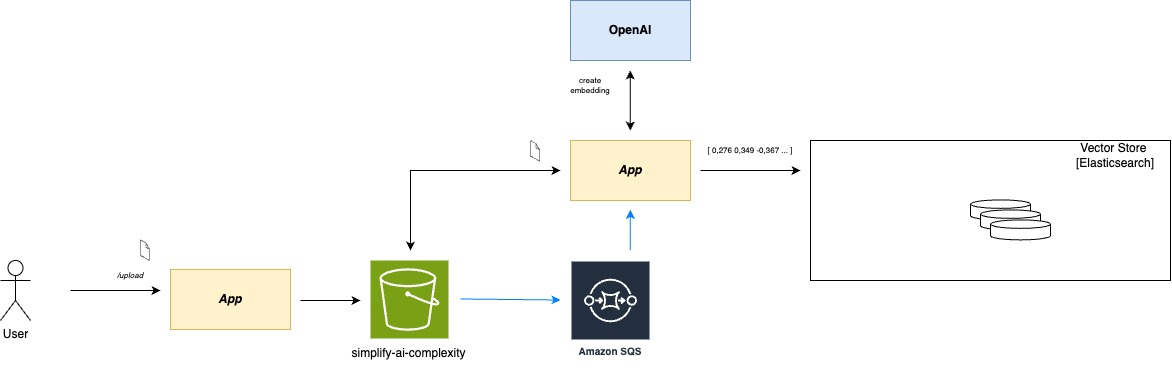 OpenAI
create
embedding
App
[ 0,276 0,349 -0,367 ... ]
Vector Store
[Elasticsearch]
/upload
App
User
simplify-ai-complexity
Amazon SQS